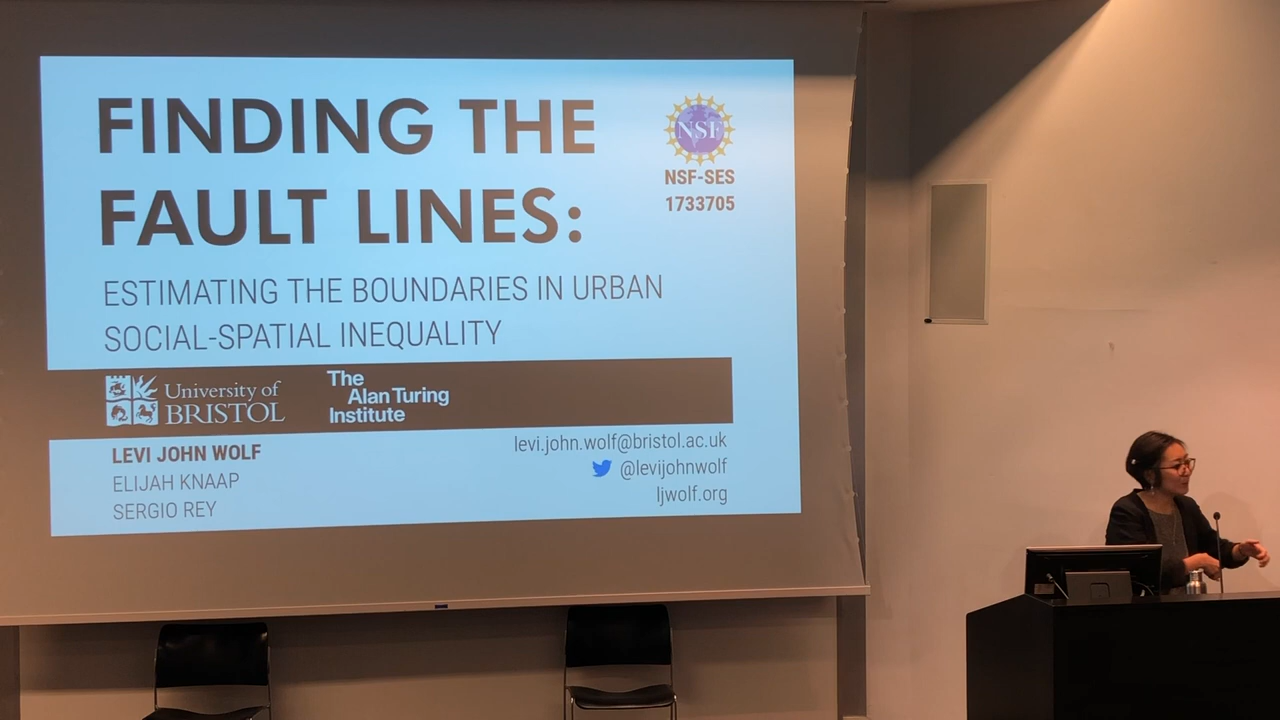 FINDING THE
FAULT LINES:
NSF
NSF-SES
1733705
ESTIMATING THE BOUNDARIES IN URBAN
SOCIAL-SPATIAL INEQUALITY
University of
BRISTOL
The
Alan Turing
Institute
LEVI JOHN WOLF
ELIJAH KNAAP
SERGIO REY
levi.john.wolf@bristol.ac.uk
@levijohnwolf
ljwolf.org